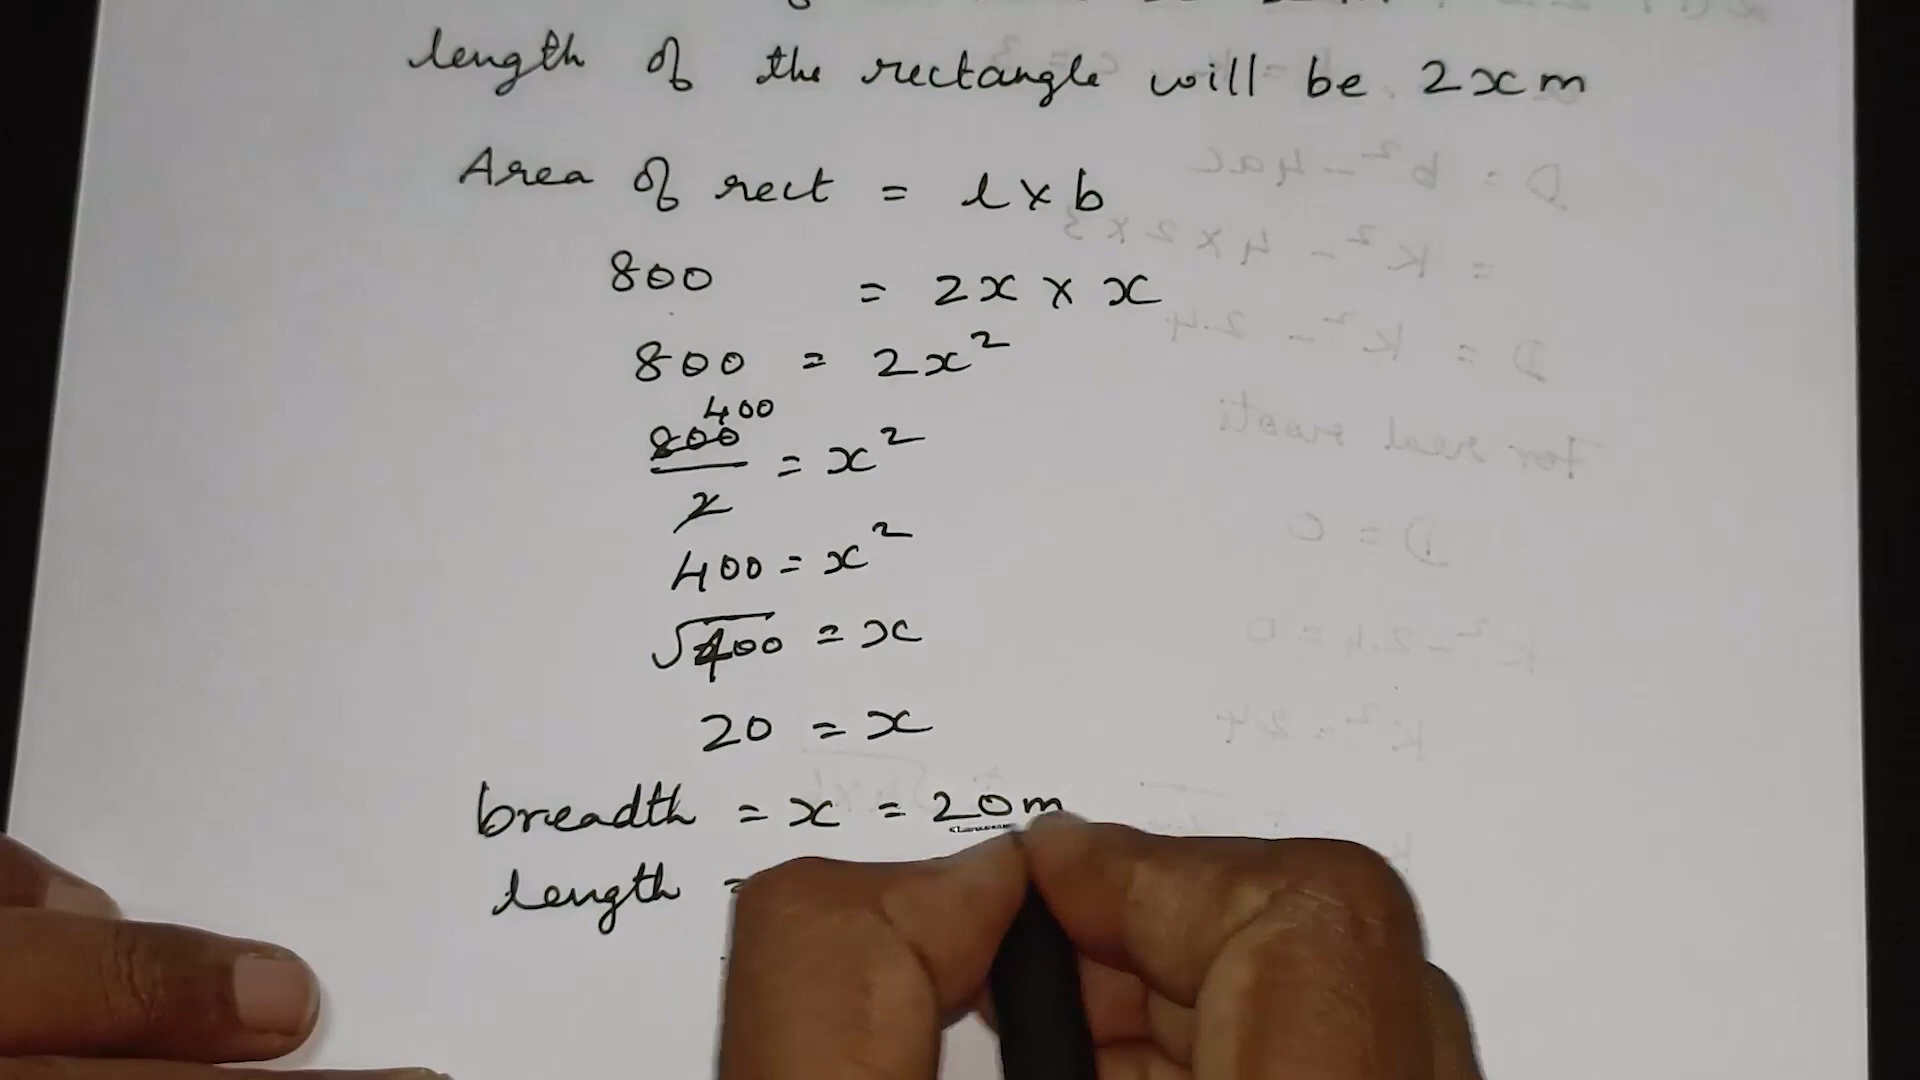 length of the rectangle will be 2x m
Area of rect = l × b
800 = 2x × x
800 = 2x²
400
800/2 = x²
400 = x²
√400 = x
20 = x
breadth = x = 20m
length =